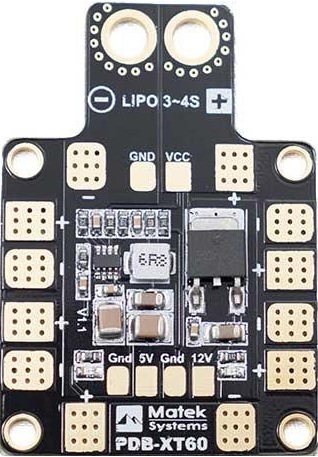 − LIPO 3~4S +
GND VCC
+
−
+ −
− +
6R8
+ −
V1.1
− +
Gnd 5V Gnd 12V
+ −
Matek
Systems
PDB-XT60